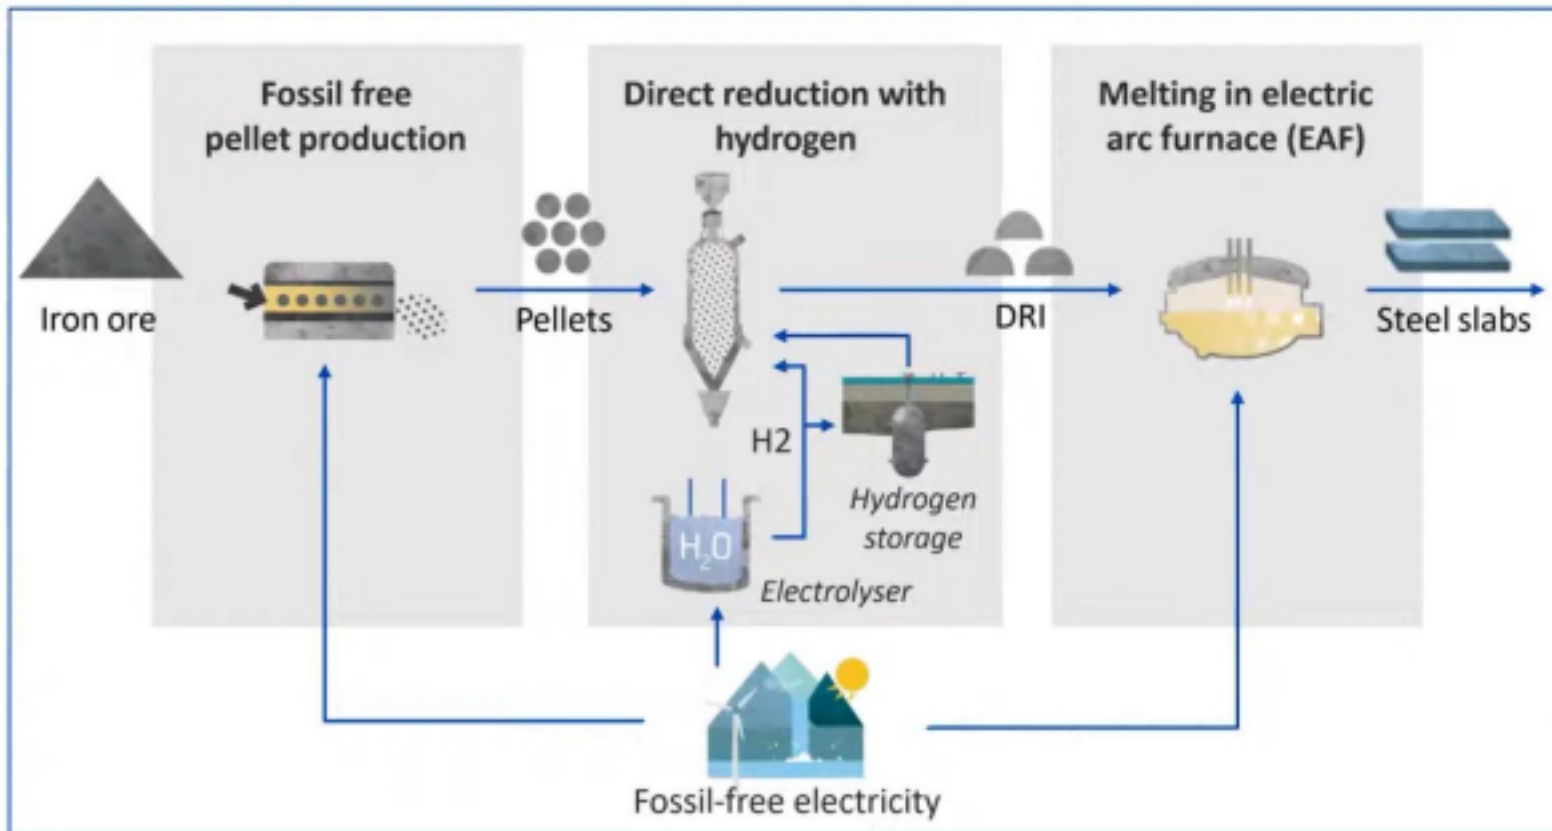 Fossil free
pellet production
Direct reduction with
hydrogen
Melting in electric
arc furnace (EAF)
Iron ore
Pellets
DRI
Steel slabs
H2
Hydrogen
storage
H₂O
Electrolyser
Fossil-free electricity